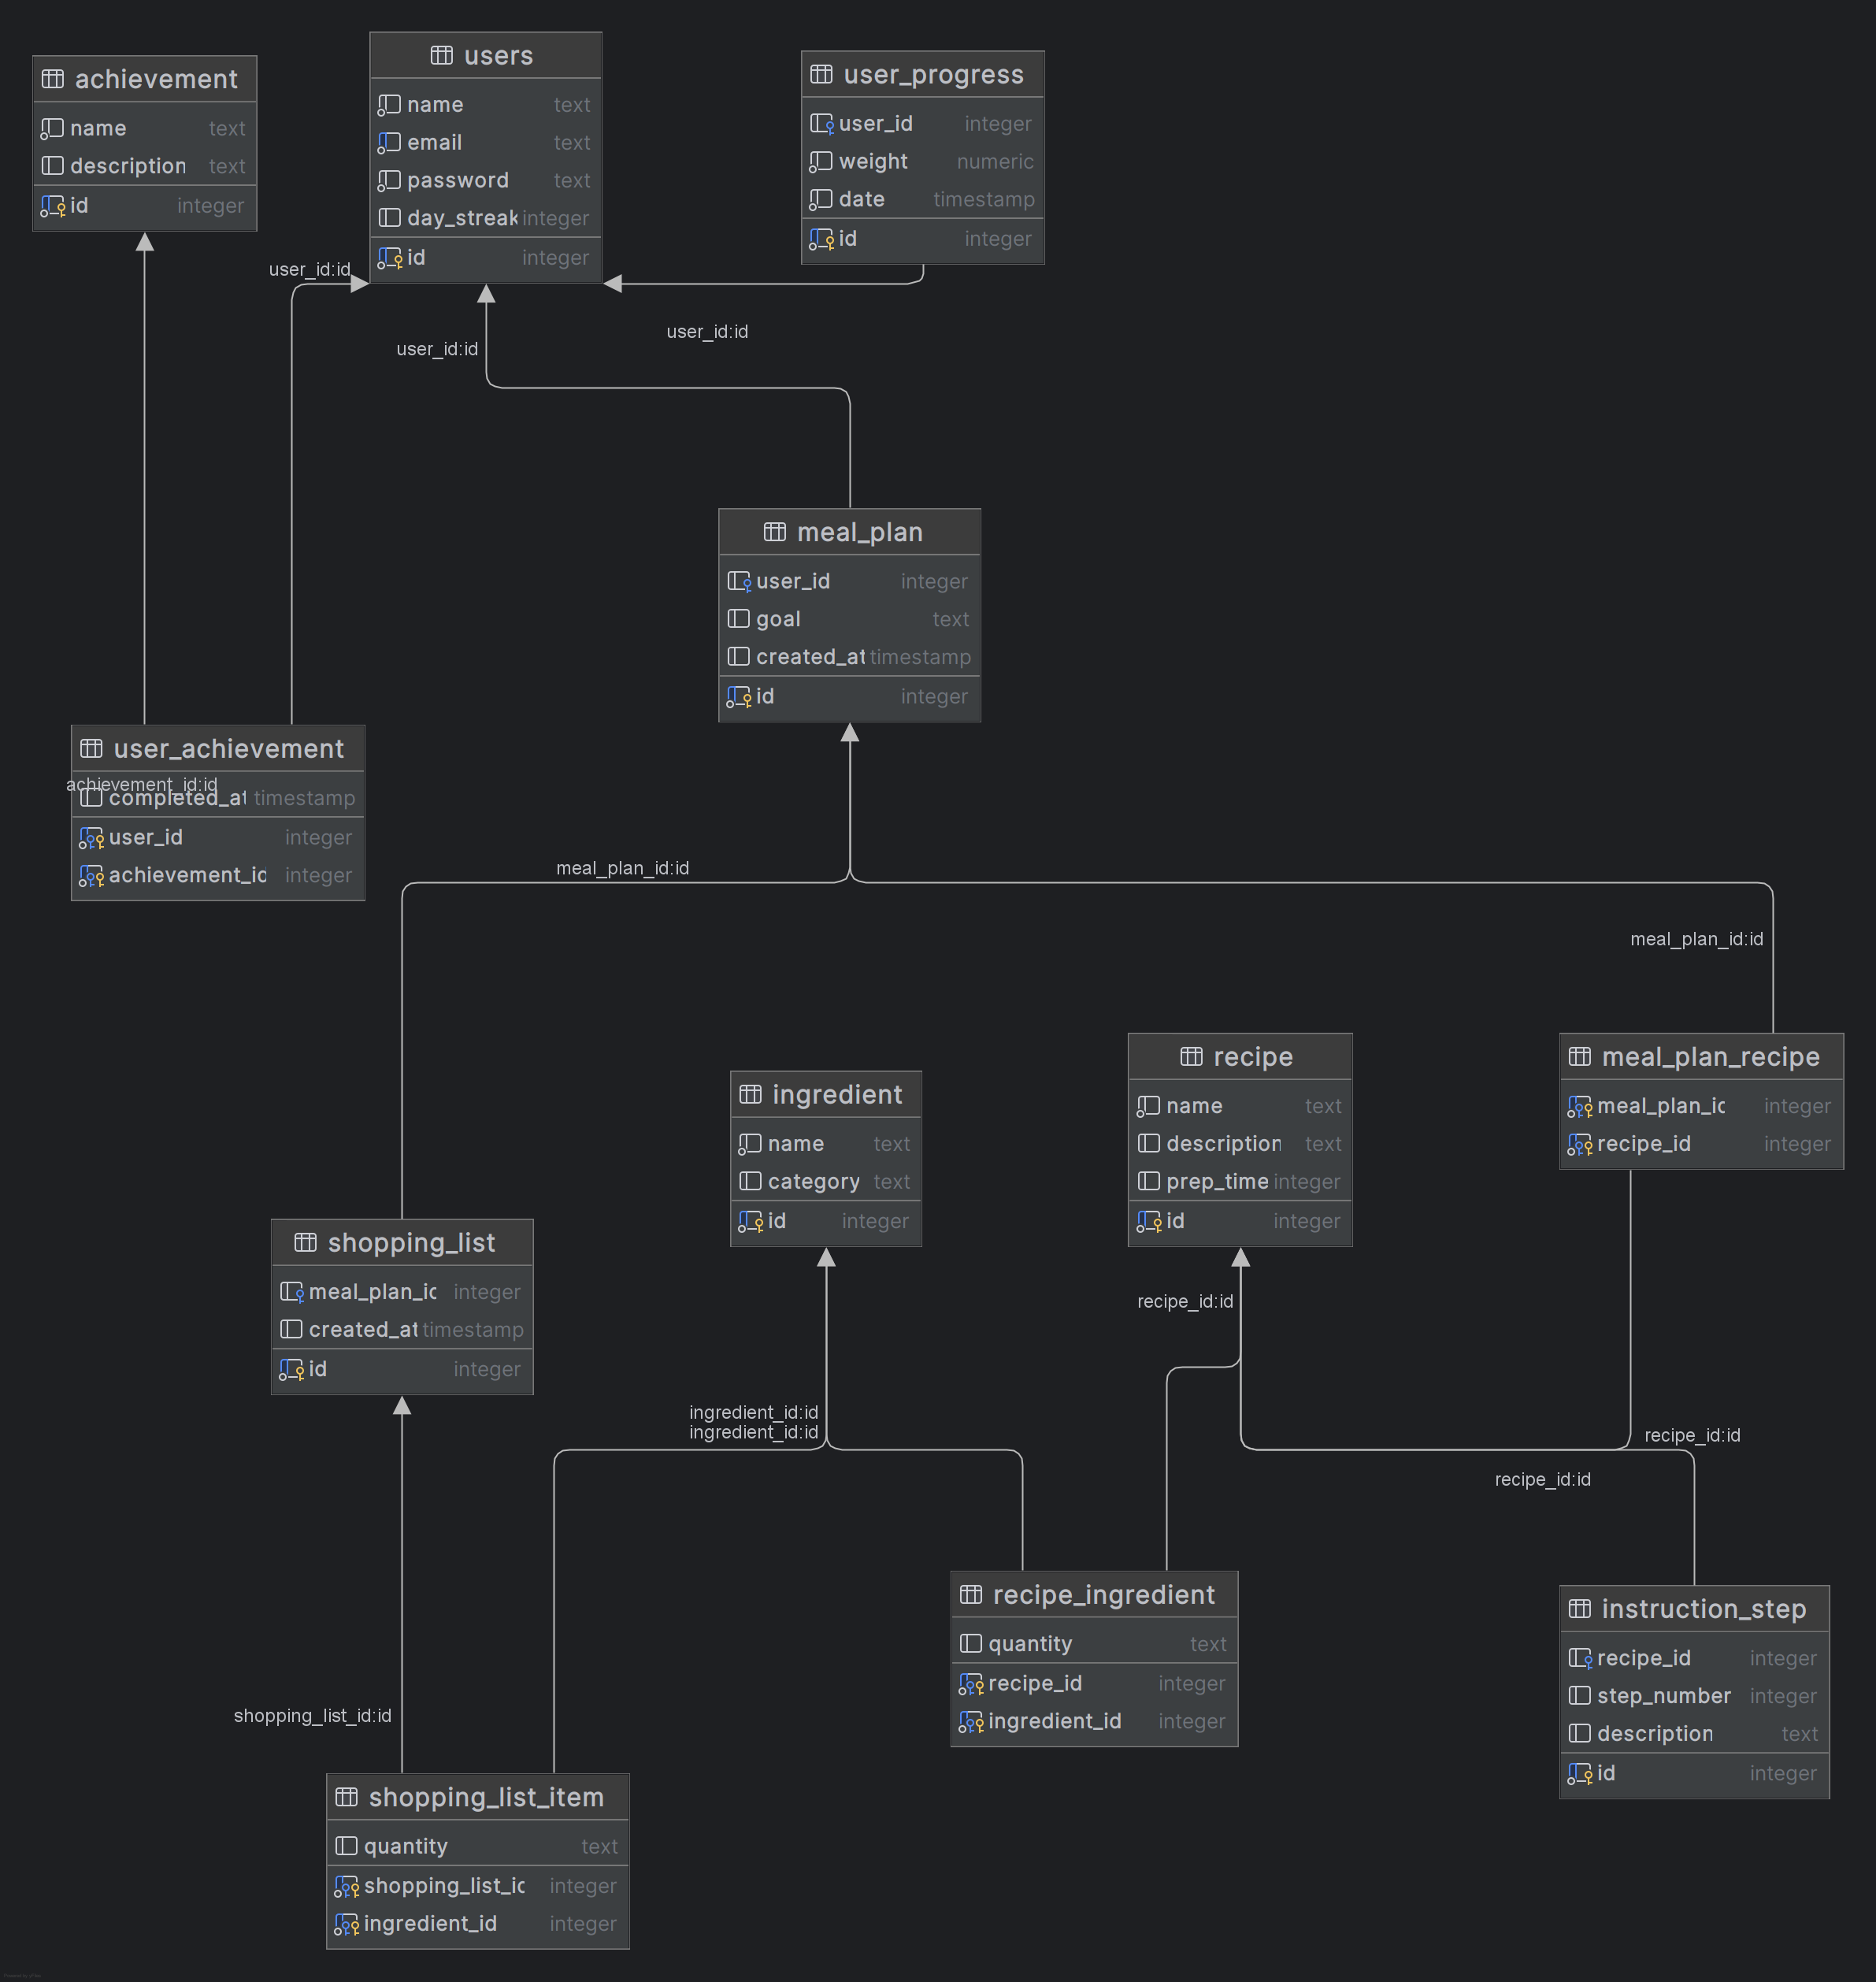 achievement
name text
description text
id integer
users
name text
email text
password text
day_streak integer
id integer
user_progress
user_id integer
weight numeric
date timestamp
id integer
user_id:id
user_id:id
user_id:id
meal_plan
user_id integer
goal text
created_at timestamp
id integer
user_achievement
achievement_id:id
completed_at timestamp
user_id integer
achievement_id integer
meal_plan_id:id
meal_plan_id:id
ingredient
name text
category text
id integer
recipe
name text
description text
prep_time integer
id integer
meal_plan_recipe
meal_plan_id integer
recipe_id integer
shopping_list
meal_plan_id integer
created_at timestamp
id integer
recipe_id:id
ingredient_id:id
ingredient_id:id
recipe_id:id
recipe_id:id
recipe_ingredient
quantity text
recipe_id integer
ingredient_id integer
instruction_step
recipe_id integer
step_number integer
description text
id integer
shopping_list_id:id
shopping_list_item
quantity text
shopping_list_id integer
ingredient_id integer